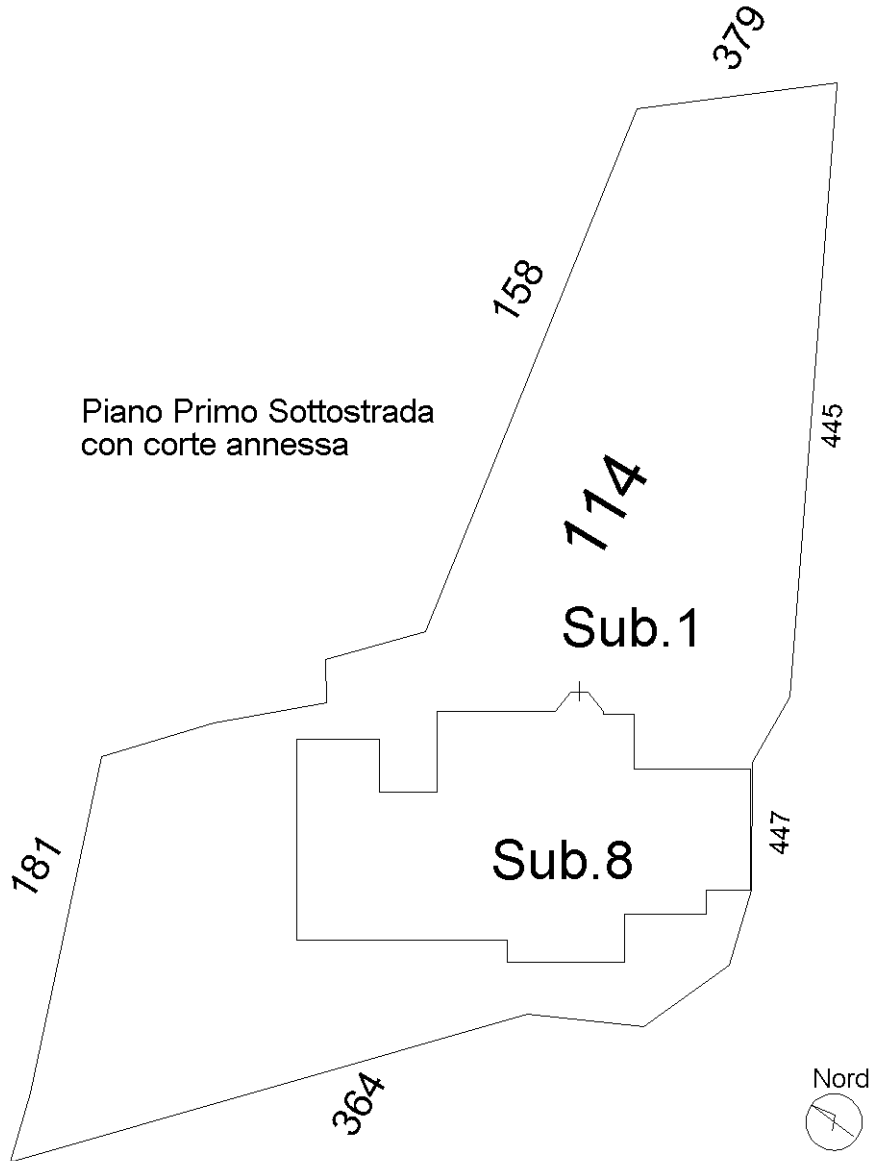 379
158
Piano Primo Sottostrada
con corte annessa
445
114
Sub.1
447
Sub.8
181
364
Nord